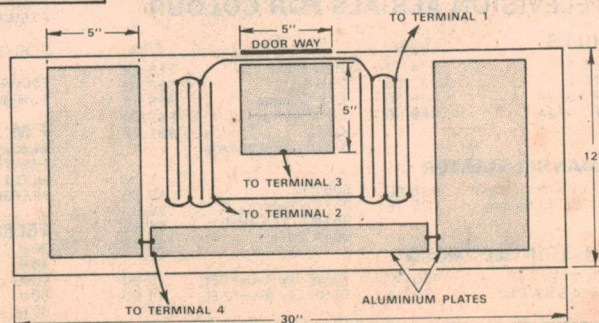 TO TERMINAL 1
5"
5"
DOOR WAY
5"
12
TO TERMINAL 3
TO TERMINAL 2
TO TERMINAL 4
ALUMINIUM PLATES
30"